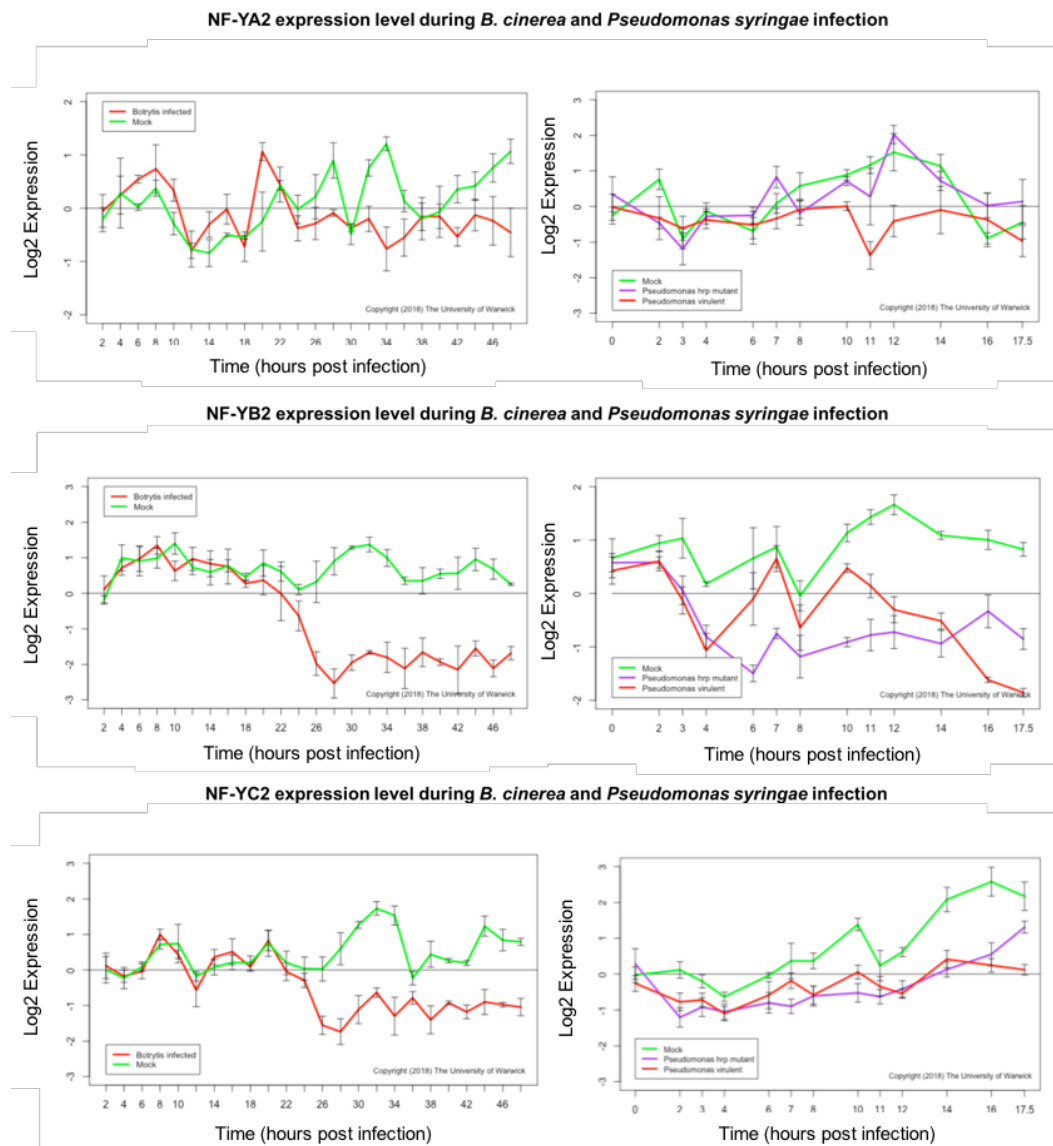 NF-YA2 expression level during B. cinerea and Pseudomonas syringae infection
Log2 Expression
2
1
0
-1
-2
Botrytis infected
Mock
Copyright (2018) The University of Warwick
2 4 6 8 10 14 18 22 26 30 34 38 42 46
Time (hours post infection)
Log2 Expression
3
2
1
0
-1
-2
-3
Mock
Pseudomonas hrp mutant
Pseudomonas virulent
Copyright (2018) The University of Warwick
0 2 3 4 6 7 8 10 11 12 14 16 17.5
Time (hours post infection)
NF-YB2 expression level during B. cinerea and Pseudomonas syringae infection
Log2 Expression
3
2
1
0
-1
-2
-3
Botrytis infected
Mock
Copyright (2018) The University of Warwick
2 4 6 8 10 14 18 22 26 30 34 38 42 46
Time (hours post infection)
Log2 Expression
2
1
0
-1
-2
Mock
Pseudomonas hrp mutant
Pseudomonas virulent
Copyright (2018) The University of Warwick
0 2 3 4 6 7 8 10 11 12 14 16 17.5
Time (hours post infection)
NF-YC2 expression level during B. cinerea and Pseudomonas syringae infection
Log2 Expression
3
2
1
0
-1
-2
-3
Botrytis infected
Mock
Copyright (2018) The University of Warwick
2 4 6 8 10 14 18 22 26 30 34 38 42 46
Time (hours post infection)
Log2 Expression
3
2
1
0
-1
-2
-3
Mock
Pseudomonas hrp mutant
Pseudomonas virulent
Copyright (2018) The University of Warwick
0 2 3 4 6 7 8 10 11 12 14 16 17.5
Time (hours post infection)